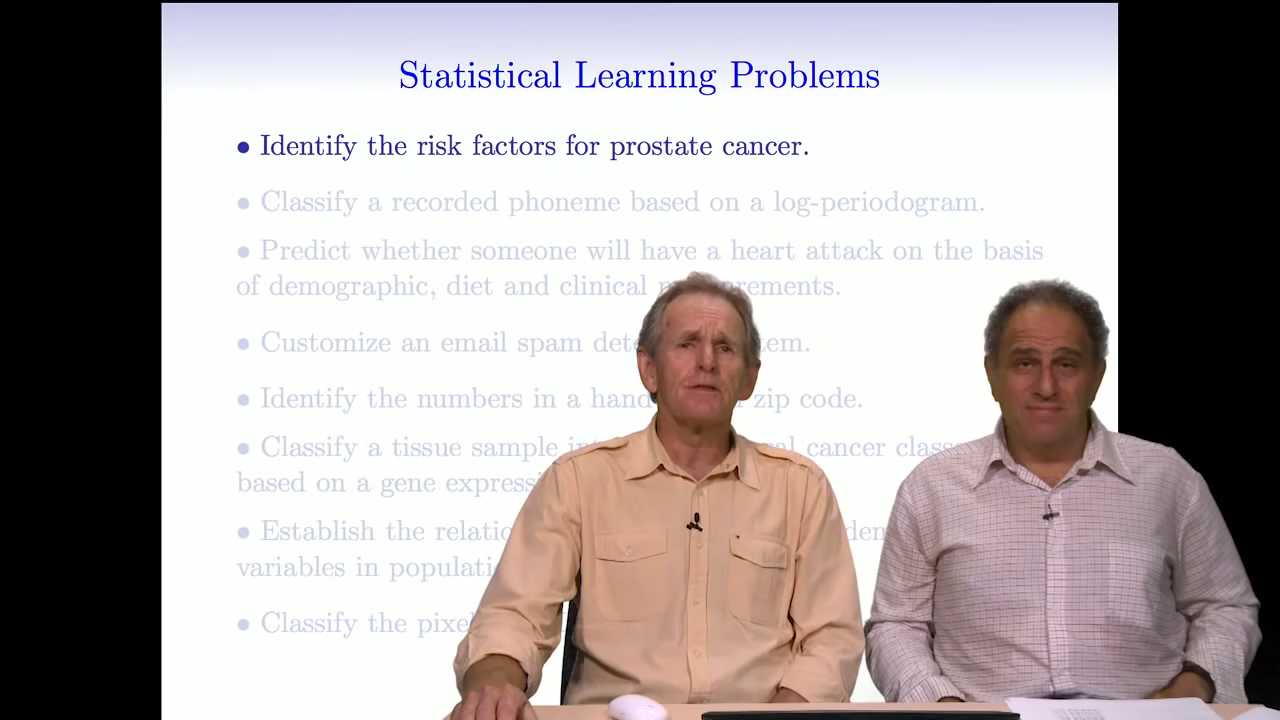 Statistical Learning Problems
• Identify the risk factors for prostate cancer.
• Classify a recorded phoneme based on a log-periodogram.
• Predict whether someone will have a heart attack on the basis
of demographic, diet and clinical
• Customize an email spam
• Identify the numbers in a zip code.
• Classify a tissue sample cancer
based on a gene
• Establish the
variables in
• Classify the